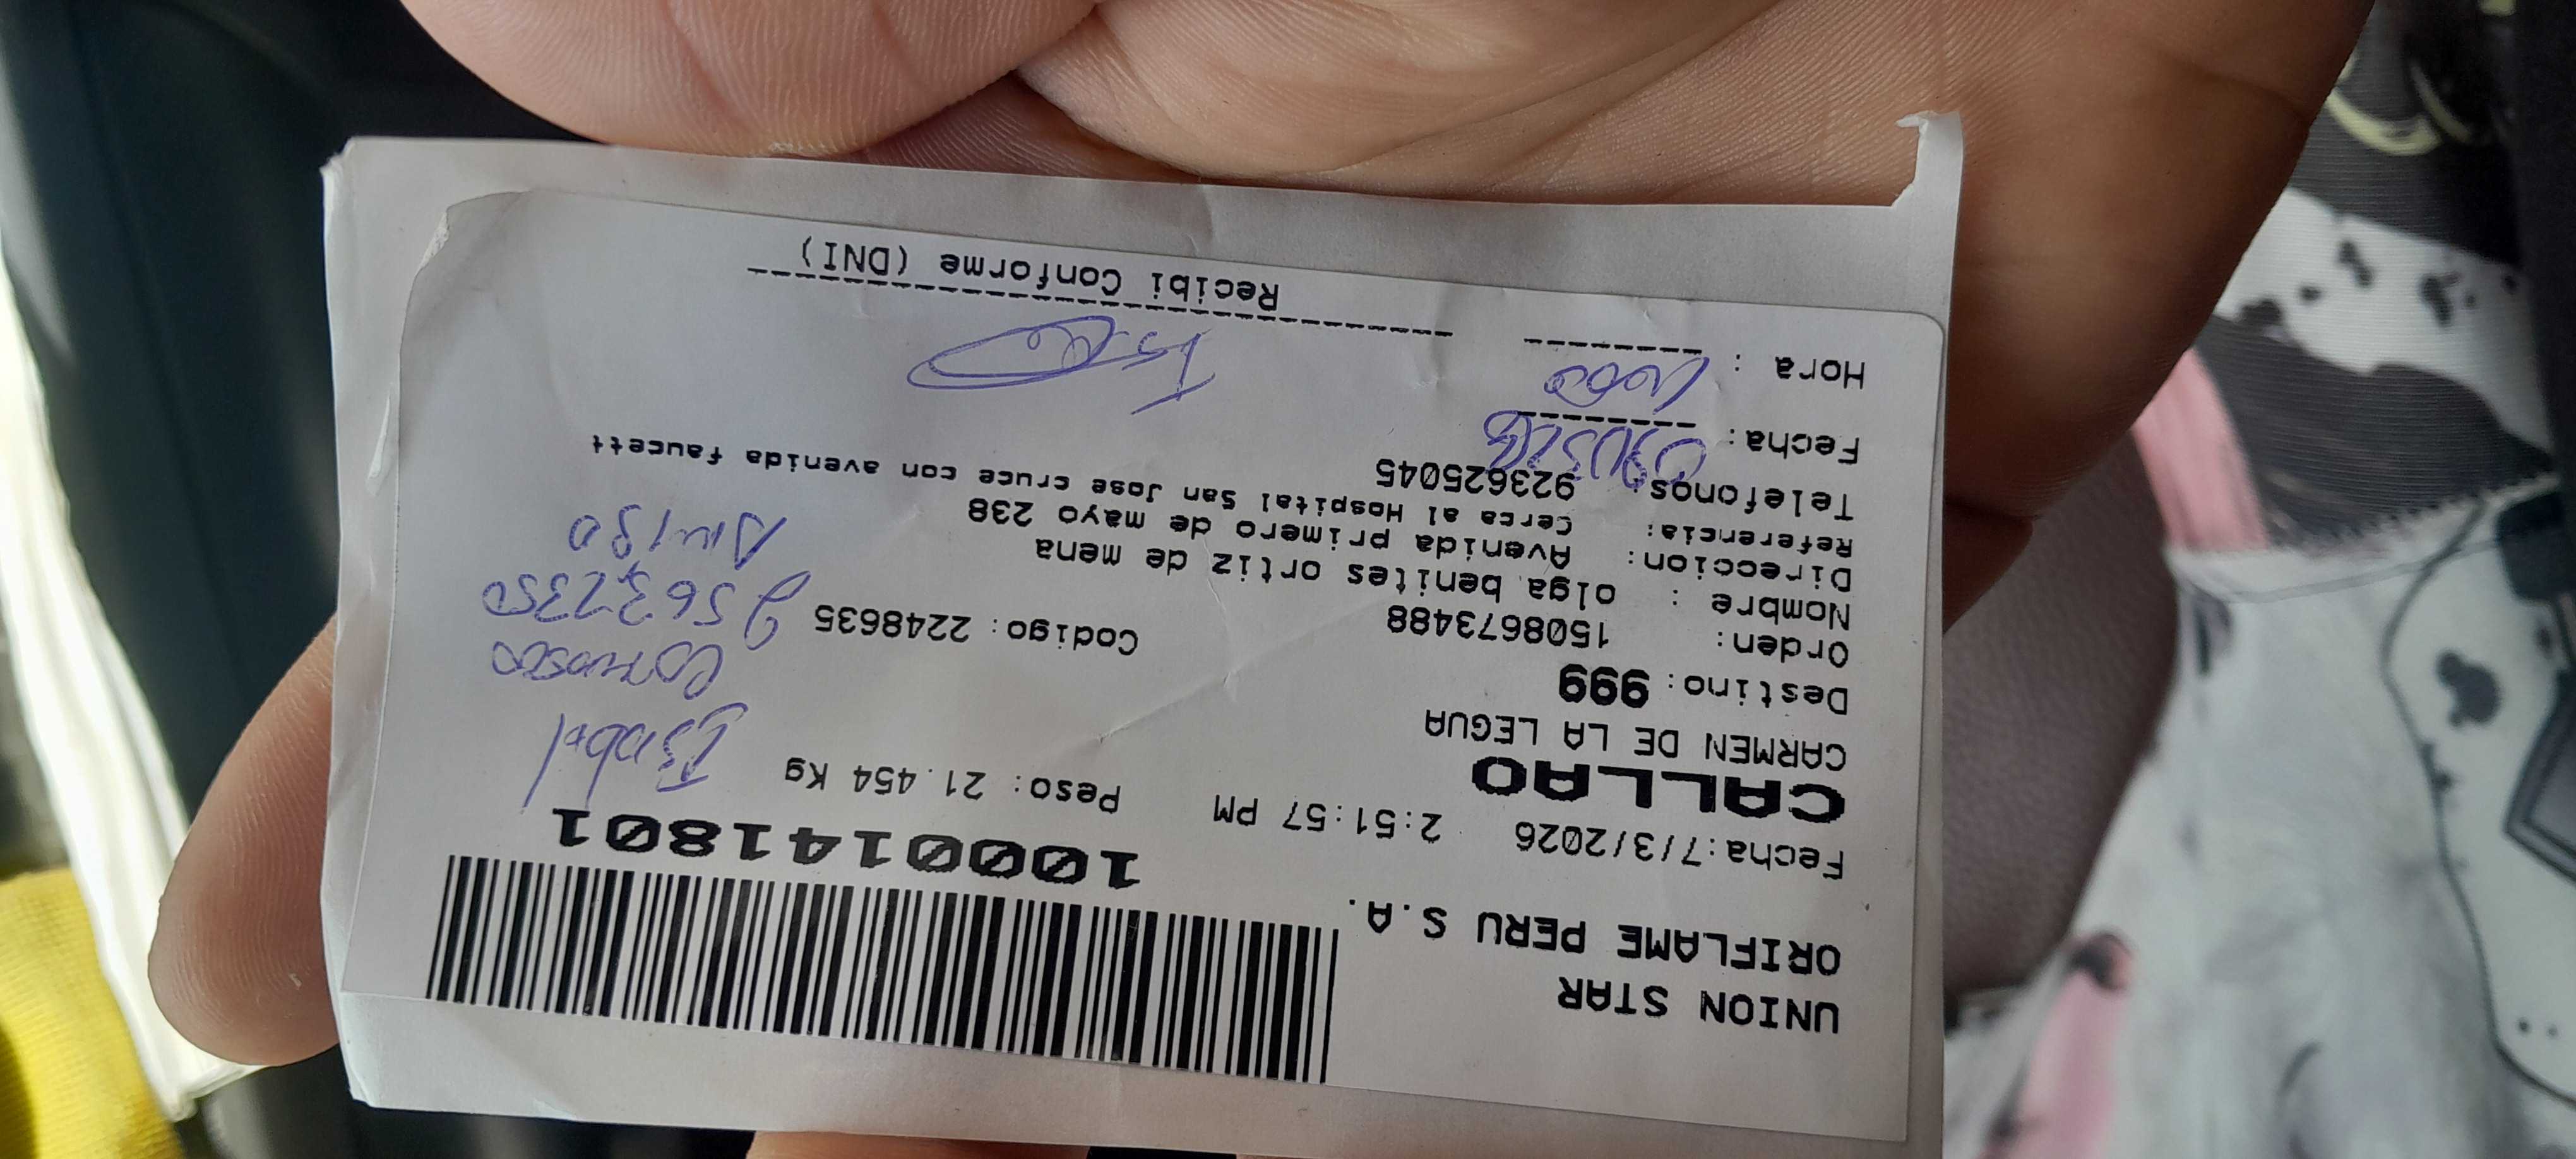 UNION STAR
ORIFLAME PERU S.A.
1000141801
Fecha:7/3/2026 2:51:57 PM Peso: 21.454 Kg
CALLAO
CARMEN DE LA LEGUA
Destino: 999
Orden: 1508673488 Codigo: 2248635
Nombre : olga benites ortiz de mena
Direccion: Avenida primero de mayo 238
Referencia: Cerca al Hospital San Jose cruce con avenida faucett
Telefonos: 923625045
Fecha:
Hora :
Recibi Conforme (DNI)
Isabel